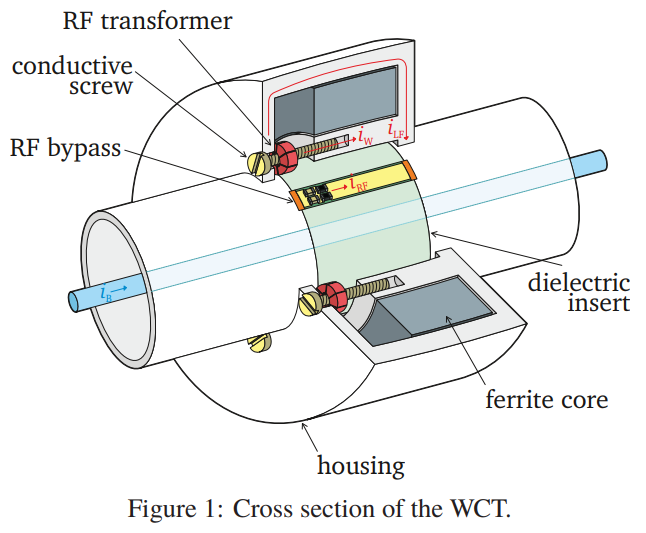 RF transformer
conductive
screw
RF bypass
i_W
i_LF
i_RF
i_B
dielectric
insert
ferrite core
housing
Figure 1: Cross section of the WCT.